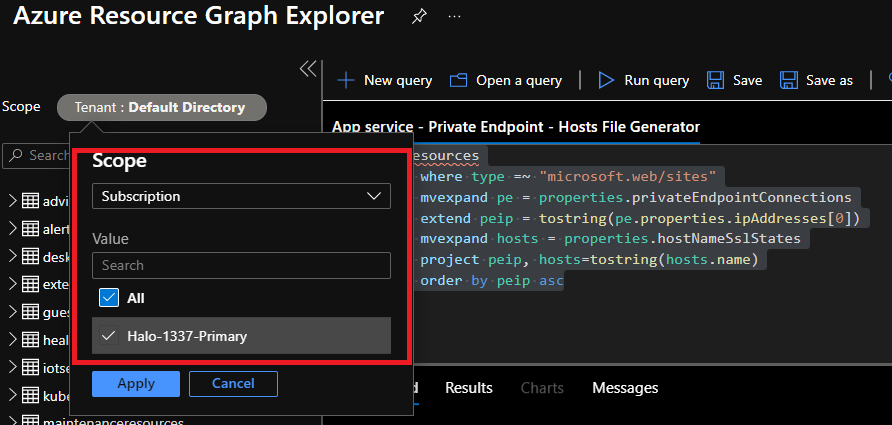 Azure Resource Graph Explorer
...
Scope
Tenant : Default Directory
New query
Open a query
Run query
Save
Save as
App service - Private Endpoint - Hosts File Generator
Scope
Subscription
Value
Search
All
Halo-1337-Primary
Apply
Cancel
Search
advi
alert
desk
exte
gues
heal
iotse
kube
maintenanceresources
esources
where type =~ "microsoft.web/sites"
mvexpand pe = properties.privateEndpointConnections
extend peip = tostring(pe.properties.ipAddresses[0])
mvexpand hosts = properties.hostNameSslStates
project peip, hosts=tostring(hosts.name)
order by peip asc
d
Results
Charts
Messages